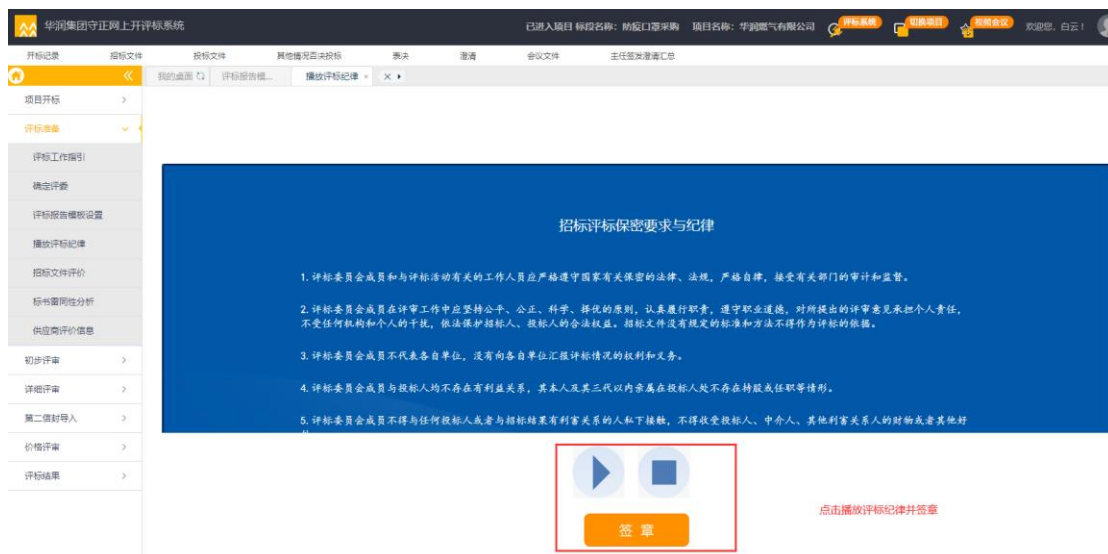 华润集团守正网上开评标系统
已进入项目 标段名称：防疫口罩采购 项目名称：华润燃气有限公司
评标系统
切换项目
视频会议
欢迎您，白云！
开标记录 招标文件 投标文件 其他情况否决投标 表决 澄清 会议文件 主任签发澄清汇总
我的桌面 评标报告模... 播放评标纪律
项目开标
评标准备
评标工作指引
确定评委
评标报告模板设置
播放评标纪律
招标文件评价
标书雷同性分析
供应商评价信息
初步评审
详细评审
第二信封导入
价格评审
评标结果
招标评标保密要求与纪律
1. 评标委员会成员和与评标活动有关的工作人员应严格遵守国家有关保密的法律、法规，严格自律，接受有关部门的审计和监督。
2. 评标委员会成员在评审工作中应坚持公平、公正、科学、择优的原则，认真履行职责，遵守职业道德，对所提出的评审意见承担个人责任，
不受任何机构和个人的干扰，依法保护招标人、投标人的合法权益。招标文件没有规定的标准和方法不得作为评标的依据。
3. 评标委员会成员不代表各自单位，没有向各自单位汇报评标情况的权利和义务。
4. 评标委员会成员与投标人均不存在有利益关系，其本人及其三代以内亲属在投标人处不存在持股或任职等情形。
5. 评标委员会成员不得与任何投标人或者与招标结果有利害关系的人私下接触，不得收受投标人、中介人、其他利害关系人的财物或者其他好
签 章
点击播放评标纪律并签章